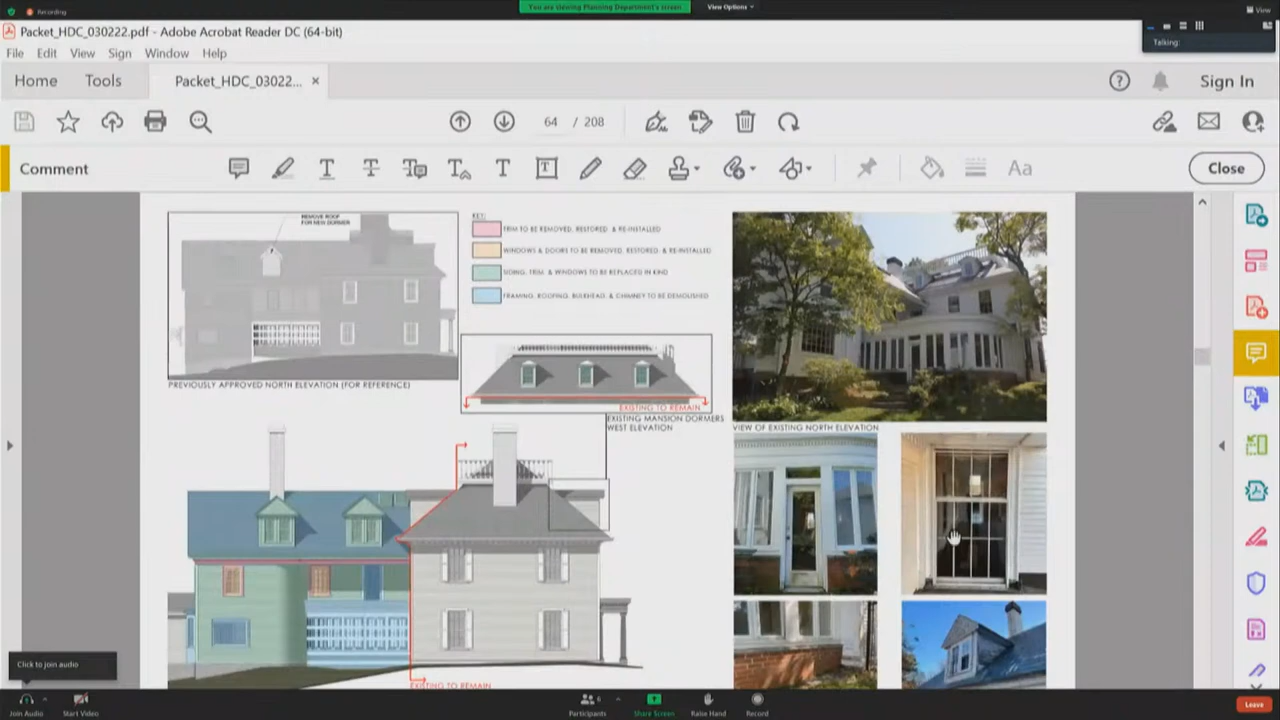 Recording
You are viewing Planning Department's screen
View Options
View
Packet_HDC_030222.pdf - Adobe Acrobat Reader DC (64-bit)
Talking:
File Edit View Sign Window Help
Home Tools Packet_HDC_03022... × Sign In
64 / 208
Comment Aa Close
REMOVE ROOF
FOR NEW DORMER
KEY:
TRIM TO BE REMOVED, RESTORED & RE-INSTALLED
WINDOWS & DOORS TO BE REMOVED, RESTORED & RE-INSTALLED
SIDING, TRIM & WINDOWS TO BE REPLACED IN KIND
FRAMING, ROOFING, BULKHEAD, & CHIMNEY TO BE DEMOLISHED
PREVIOUSLY APPROVED NORTH ELEVATION (FOR REFERENCE)
EXISTING TO REMAIN
EXISTING MANSION DORMERS
WEST ELEVATION
VIEW OF EXISTING NORTH ELEVATION
EXISTING TO REMAIN
Click to join audio
Join Audio Start Video Participants 6 Share Screen Raise Hand Record Leave